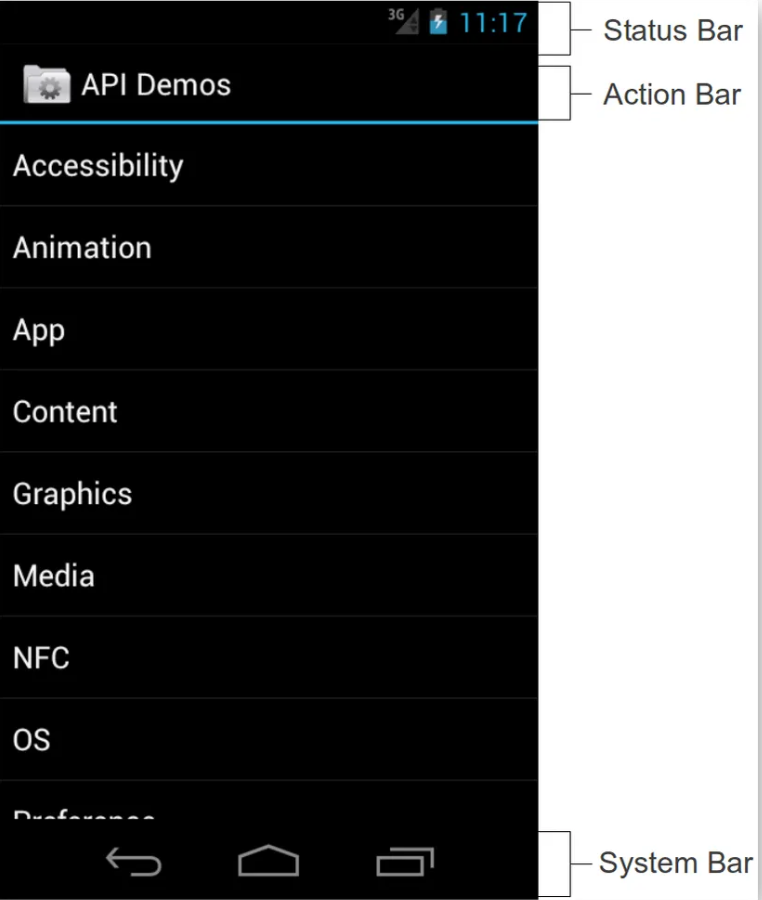 3G 11:17
Status Bar
API Demos
Action Bar
Accessibility
Animation
App
Content
Graphics
Media
NFC
OS
Preference
System Bar